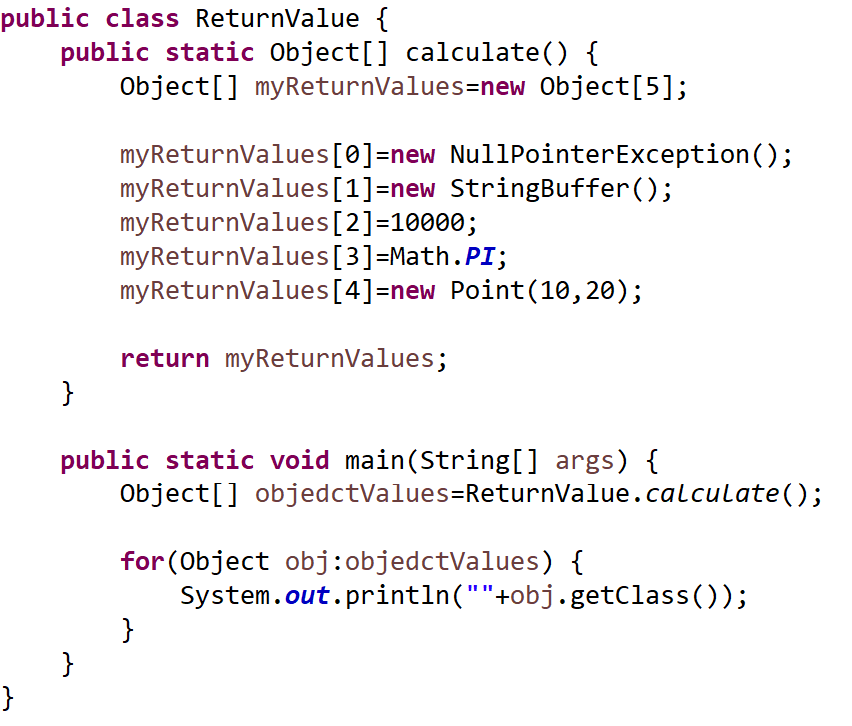 public class ReturnValue {
    public static Object[] calculate() {
        Object[] myReturnValues=new Object[5];

        myReturnValues[0]=new NullPointerException();
        myReturnValues[1]=new StringBuffer();
        myReturnValues[2]=10000;
        myReturnValues[3]=Math.PI;
        myReturnValues[4]=new Point(10,20);

        return myReturnValues;
    }

    public static void main(String[] args) {
        Object[] objedctValues=ReturnValue.calculate();

        for(Object obj:objedctValues) {
            System.out.println(""+obj.getClass());
        }
    }
}